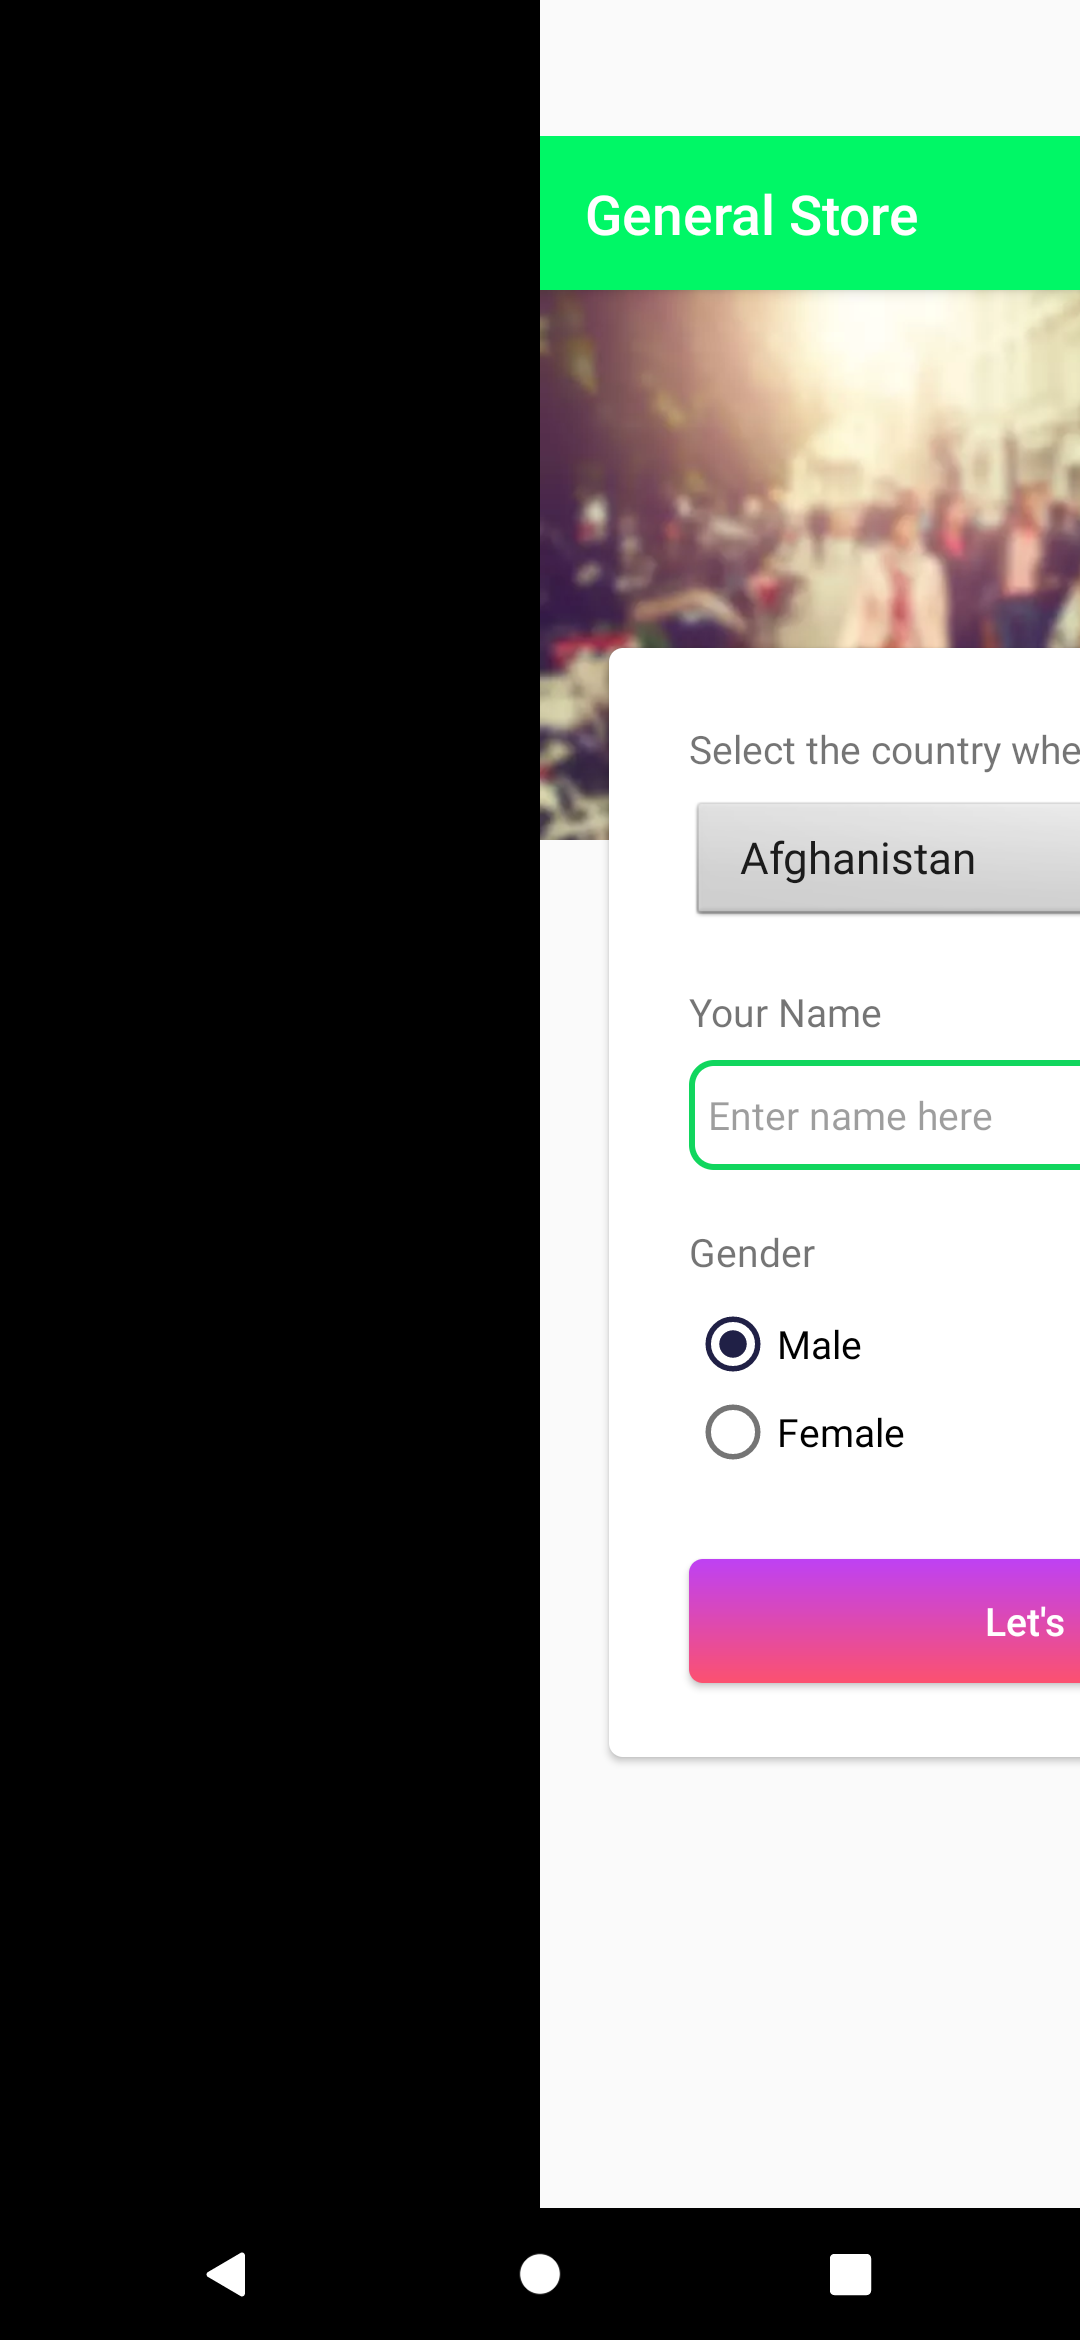 General Store
Select the country whe
Afghanistan
Your Name
Enter name here
Gender
Male
Female
Let's